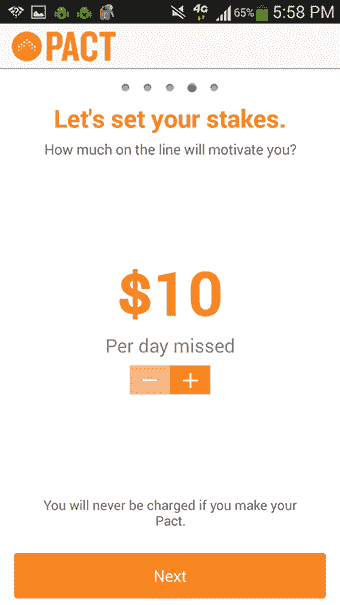 4G 65% 5:58 PM
PACT
Let's set your stakes.
How much on the line will motivate you?
$10
Per day missed
− +
You will never be charged if you make your
Pact.
Next